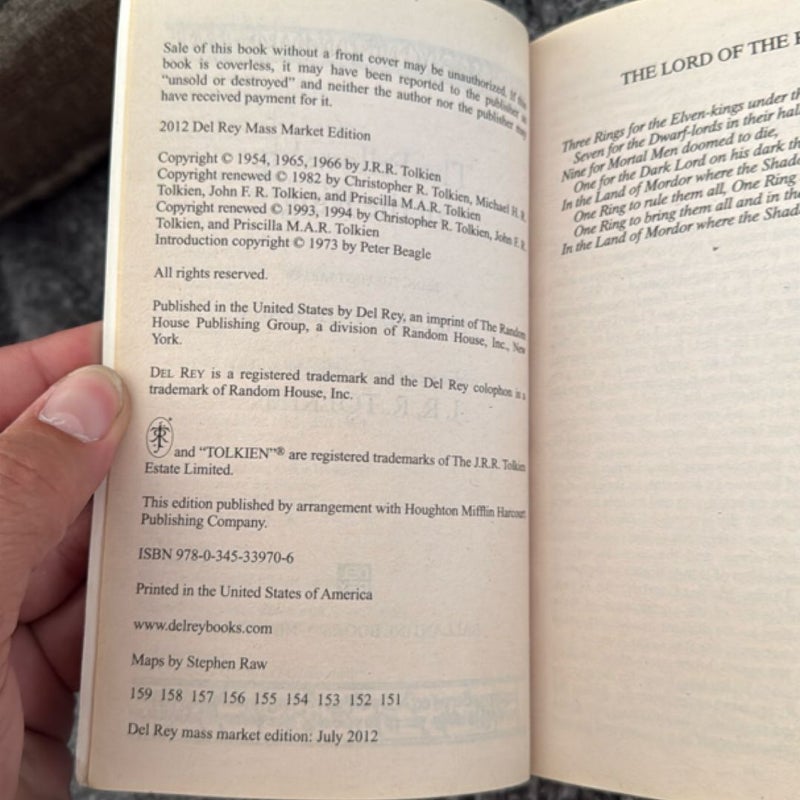 Sale of this book without a front cover may be unauthorized. If this
book is coverless, it may have been reported to the publisher as
"unsold or destroyed" and neither the author nor the publisher may
have received payment for it.
2012 Del Rey Mass Market Edition
Copyright © 1954, 1965, 1966 by J.R.R. Tolkien
Copyright renewed © 1982 by Christopher R. Tolkien, Michael H. R.
Tolkien, John F. R. Tolkien, and Priscilla M.A.R. Tolkien
Copyright renewed © 1993, 1994 by Christopher R. Tolkien, John F. R.
Tolkien, and Priscilla M.A.R. Tolkien
Introduction copyright © 1973 by Peter Beagle
All rights reserved.
Published in the United States by Del Rey, an imprint of The Random
House Publishing Group, a division of Random House, Inc., New
York.
DEL REY is a registered trademark and the Del Rey colophon is a
trademark of Random House, Inc.
and "TOLKIEN"® are registered trademarks of The J.R.R. Tolkien
Estate Limited.
This edition published by arrangement with Houghton Mifflin Harcourt
Publishing Company.
ISBN 978-0-345-33970-6
Printed in the United States of America
www.delreybooks.com
Maps by Stephen Raw
159 158 157 156 155 154 153 152 151
Del Rey mass market edition: July 2012
THE LORD OF THE
Three Rings for the Elven-kings under
Seven for the Dwarf-lords in their
Nine for Mortal Men doomed to die,
One for the Dark Lord on his dark
In the Land of Mordor where the
One Ring to rule them all, One Ring
One Ring to bring them all and in
In the Land of Mordor where the